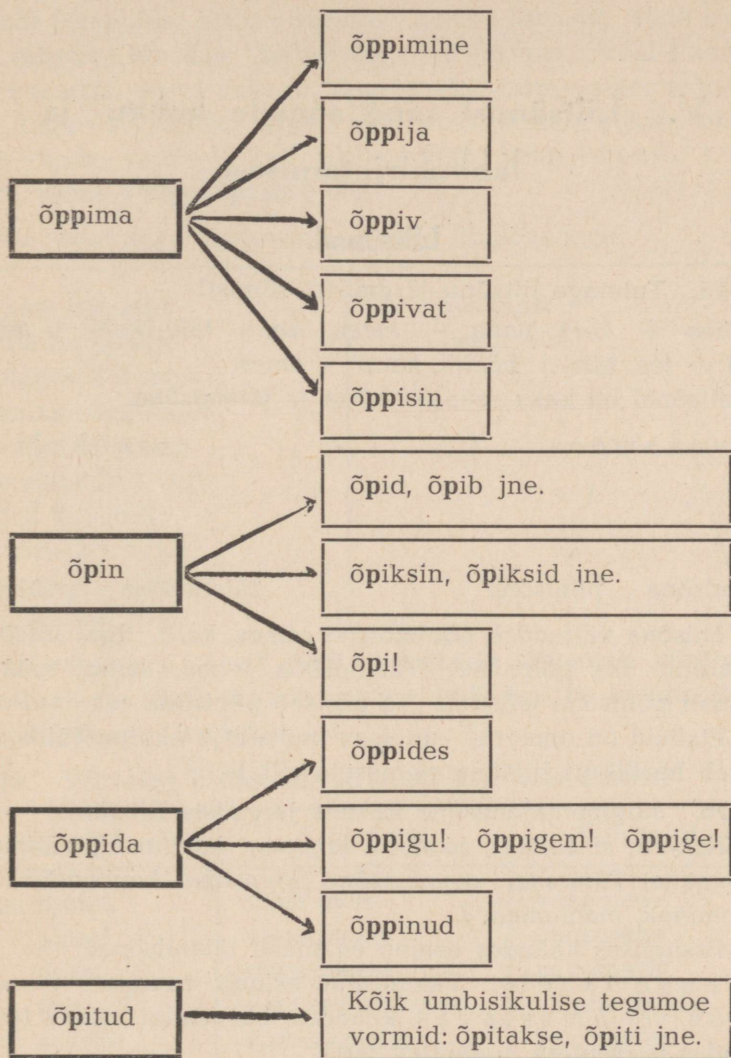 õppimine
õppija
õppima
õppiv
õppivat
õppisin
õpid, õpib jne.
õpin
õpiksin, õpiksid jne.
õpi!
õppides
õppida
õppigu! õppigem! õppige!
õppinud
õpitud
Kõik umbisikulise tegumoe
vormid: õpitakse, õpiti jne.